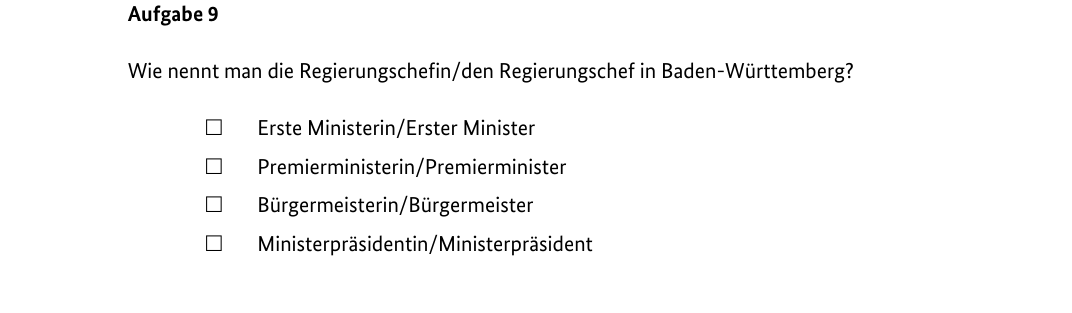 Aufgabe 9
Wie nennt man die Regierungschefin/den Regierungschef in Baden-Württemberg?
☐ Erste Ministerin/Erster Minister
☐ Premierministerin/Premierminister
☐ Bürgermeisterin/Bürgermeister
☐ Ministerpräsidentin/Ministerpräsident